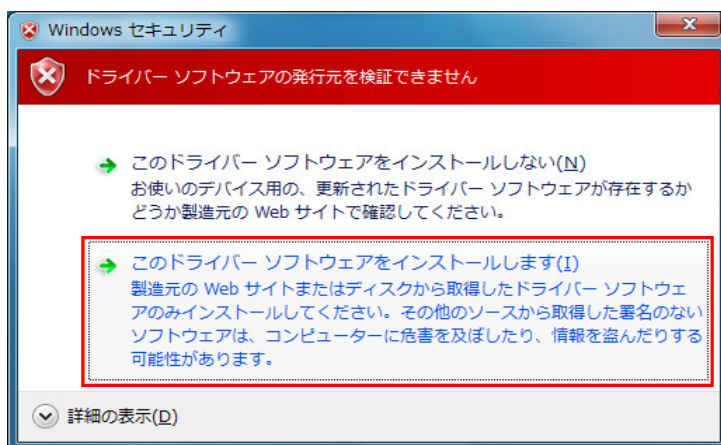 Windows セキュリティ
ドライバー ソフトウェアの発行元を検証できません
このドライバー ソフトウェアをインストールしない(N)
お使いのデバイス用の、更新されたドライバー ソフトウェアが存在するか
どうか製造元の Web サイトで確認してください。
このドライバー ソフトウェアをインストールします(I)
製造元の Web サイトまたはディスクから取得したドライバー ソフトウェ
アのみインストールしてください。その他のソースから取得した署名のない
ソフトウェアは、コンピューターに危害を及ぼしたり、情報を盗んだりする
可能性があります。
詳細の表示(D)